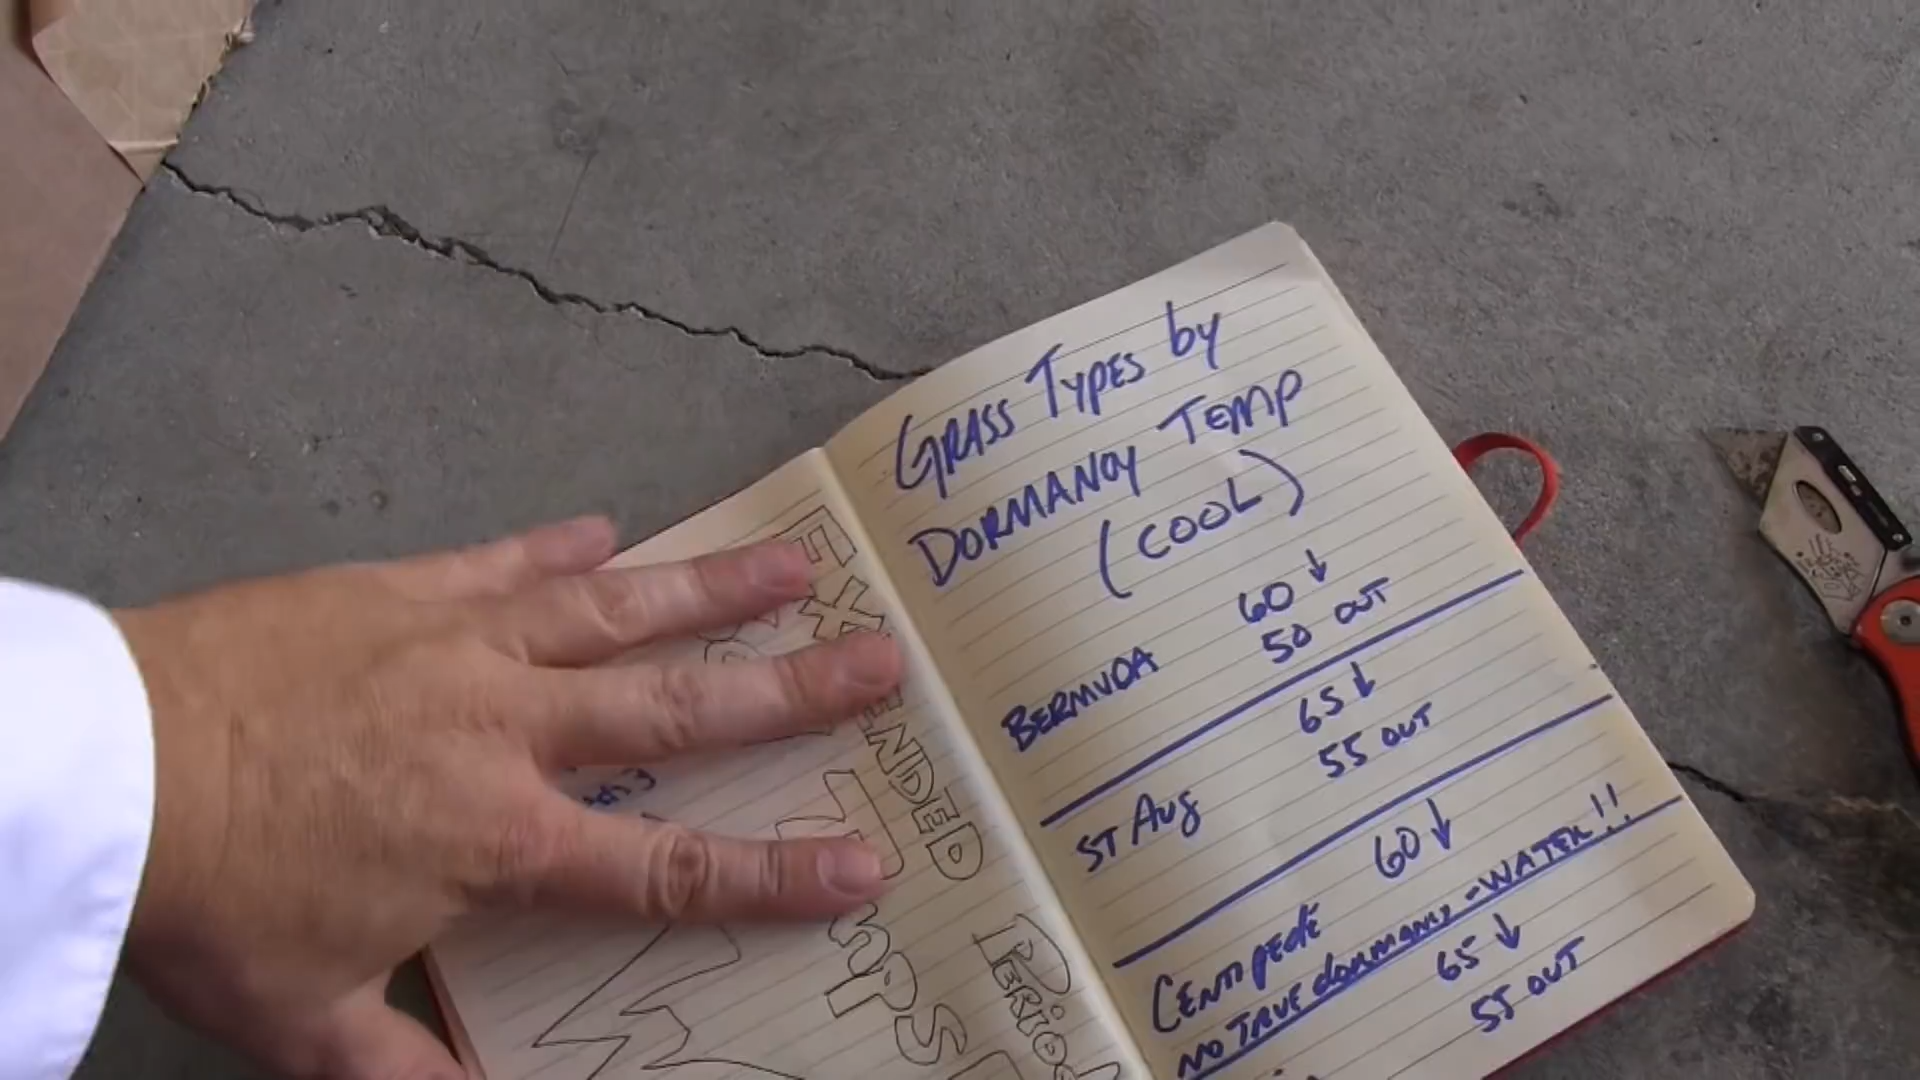 GRASS TYPES by
DORMANCY TEMP
(COOL)
60 ↓
BERMUDA 50 OUT
65 ↓
ST AUG 55 OUT
60 ↓
CENTIPEDE
NO TRUE DORMANCY - WATER!!
65 ↓
55 OUT
EXTENDED
PERIOD